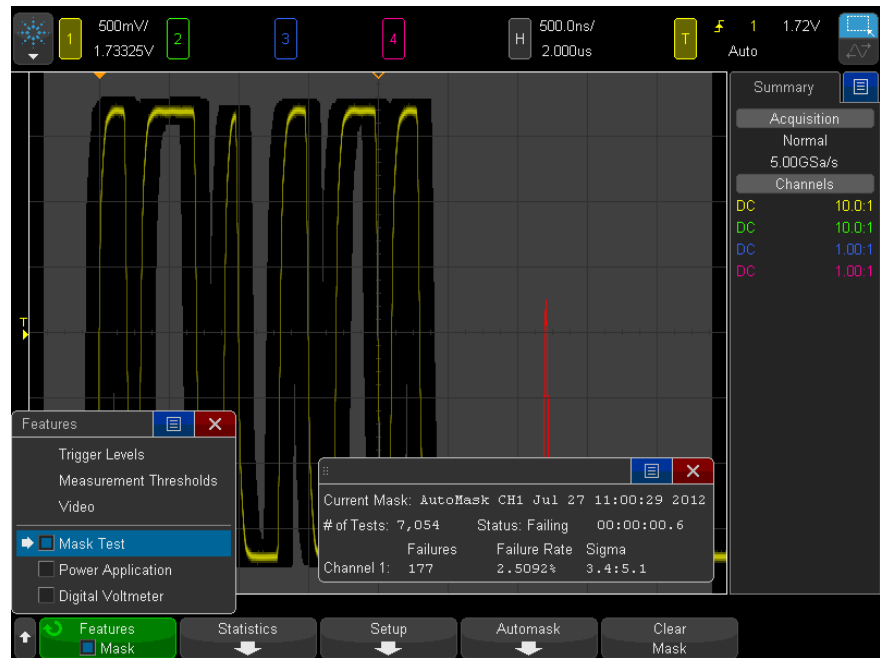 1 500mV/ 1.73325V 2 3 4 H 500.0ns/ 2.000us T 1 1.72V Auto
Summary
Acquisition
Normal
5.00GSa/s
Channels
DC 10.0:1
DC 10.0:1
DC 1.00:1
DC 1.00:1
T
Features
Trigger Levels
Measurement Thresholds
Video
Mask Test
Power Application
Digital Voltmeter
Current Mask: AutoMask CH1 Jul 27 11:00:29 2012
# of Tests: 7,054 Status: Failing 00:00:00.6
Failures Failure Rate Sigma
Channel 1: 177 2.5092% 3.4:5.1
Features Mask
Statistics
Setup
Automask
Clear Mask